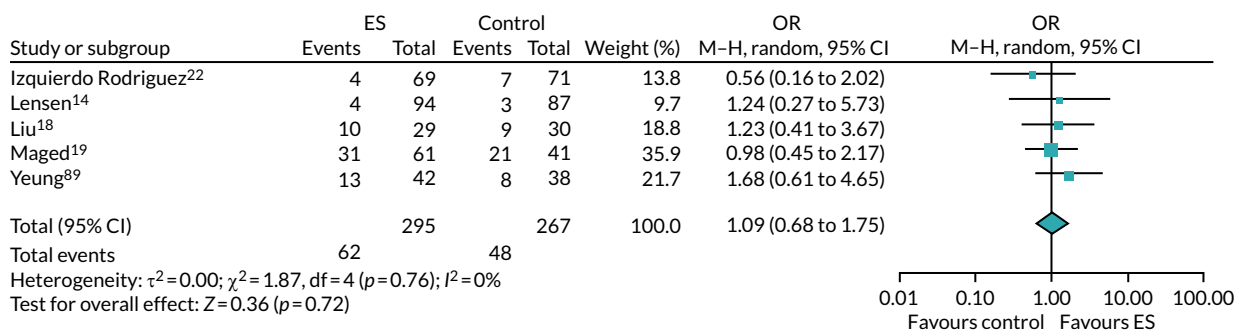 ES Control OR OR
Study or subgroup Events Total Events Total Weight (%) M–H, random, 95% CI M–H, random, 95% CI
Izquierdo Rodriguez22 4 69 7 71 13.8 0.56 (0.16 to 2.02)
Lensen14 4 94 3 87 9.7 1.24 (0.27 to 5.73)
Liu18 10 29 9 30 18.8 1.23 (0.41 to 3.67)
Maged19 31 61 21 41 35.9 0.98 (0.45 to 2.17)
Yeung89 13 42 8 38 21.7 1.68 (0.61 to 4.65)
Total (95% CI) 295 267 100.0 1.09 (0.68 to 1.75)
Total events 62 48
Heterogeneity: τ2=0.00; χ2=1.87, df=4 (p=0.76); I2=0%
Test for overall effect: Z=0.36 (p=0.72)
0.01 0.10 1.00 10.00 100.00
Favours control Favours ES